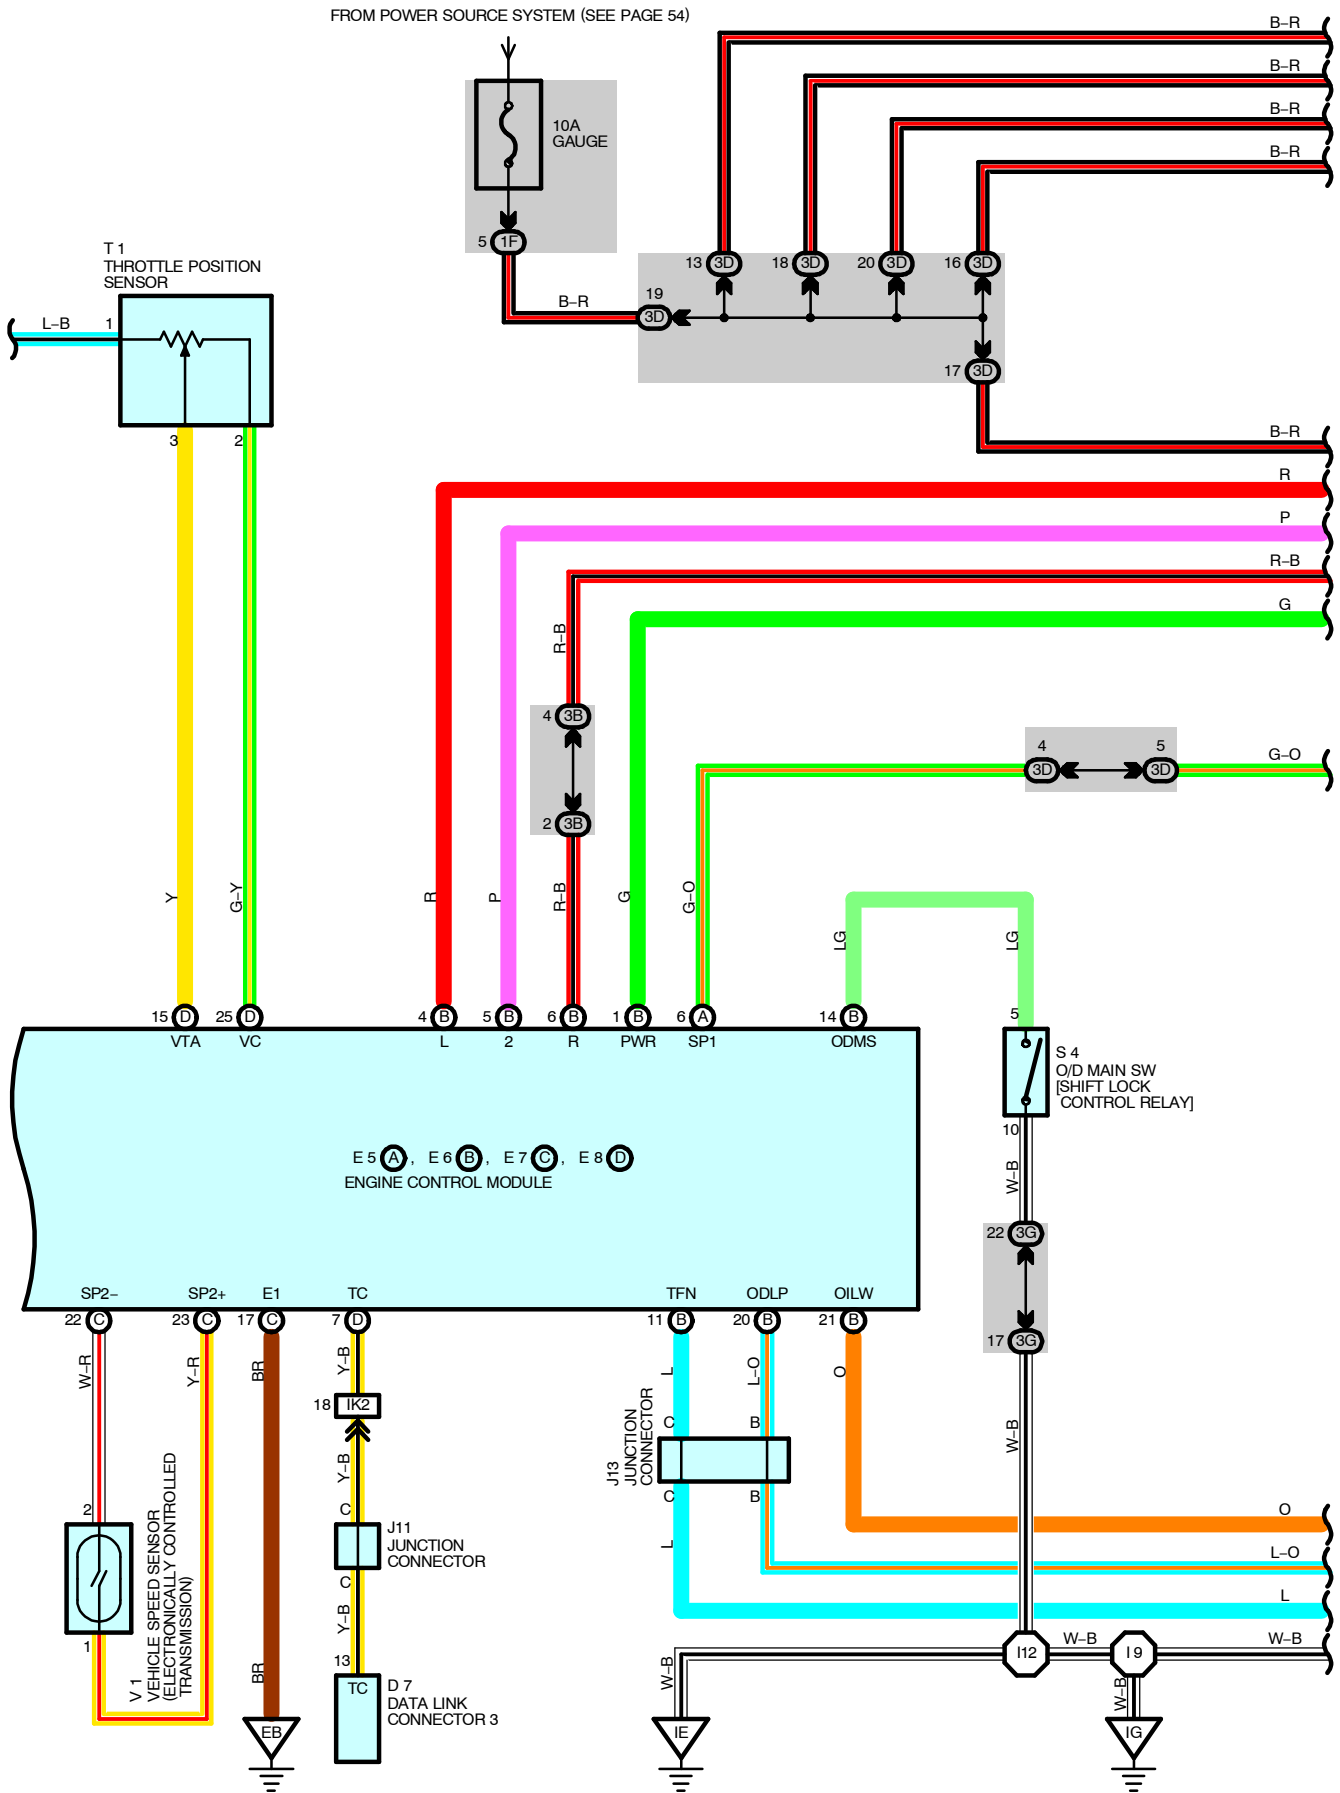 FROM POWER SOURCE SYSTEM (SEE PAGE 54)
B-R
B-R
B-R
B-R
10A
GAUGE
5 1F
B-R
19
3D
13 3D
18 3D
20 3D
16 3D
17 3D
T 1
THROTTLE POSITION
SENSOR
L-B 1
3 2
B-R
R
P
R-B
G
R-B
4 3B
2 3B
4 5
3D 3D
G-O
Y
G-Y
R
P
R-B
G
G-O
LG
LG
15 D
25 D
4 B
5 B
6 B
1 B
6 A
14 B
5
VTA VC L 2 R PWR SP1 ODMS
S 4
O/D MAIN SW
[SHIFT LOCK
CONTROL RELAY]
10
W-B
E 5 A , E 6 B , E 7 C , E 8 D
ENGINE CONTROL MODULE
22 3G
17 3G
SP2- SP2+ E1 TC TFN ODLP OILW
22 C
23 C
17 C
7 D
11 B
20 B
21 B
W-R
Y-R
BR
Y-B
L
L-O
O
W-B
18 IK2
Y-B
C
J11
JUNCTION
CONNECTOR
C
Y-B
13
TC
D 7
DATA LINK
CONNECTOR 3
2
1
V 1
VEHICLE SPEED SENSOR
(ELECTRONICALLY CONTROLLED
TRANSMISSION)
BR
EB
C B
J13
JUNCTION
CONNECTOR
C B
L
O
L-O
L
I12
W-B
I 9
W-B
W-B
W-B
IE
IG